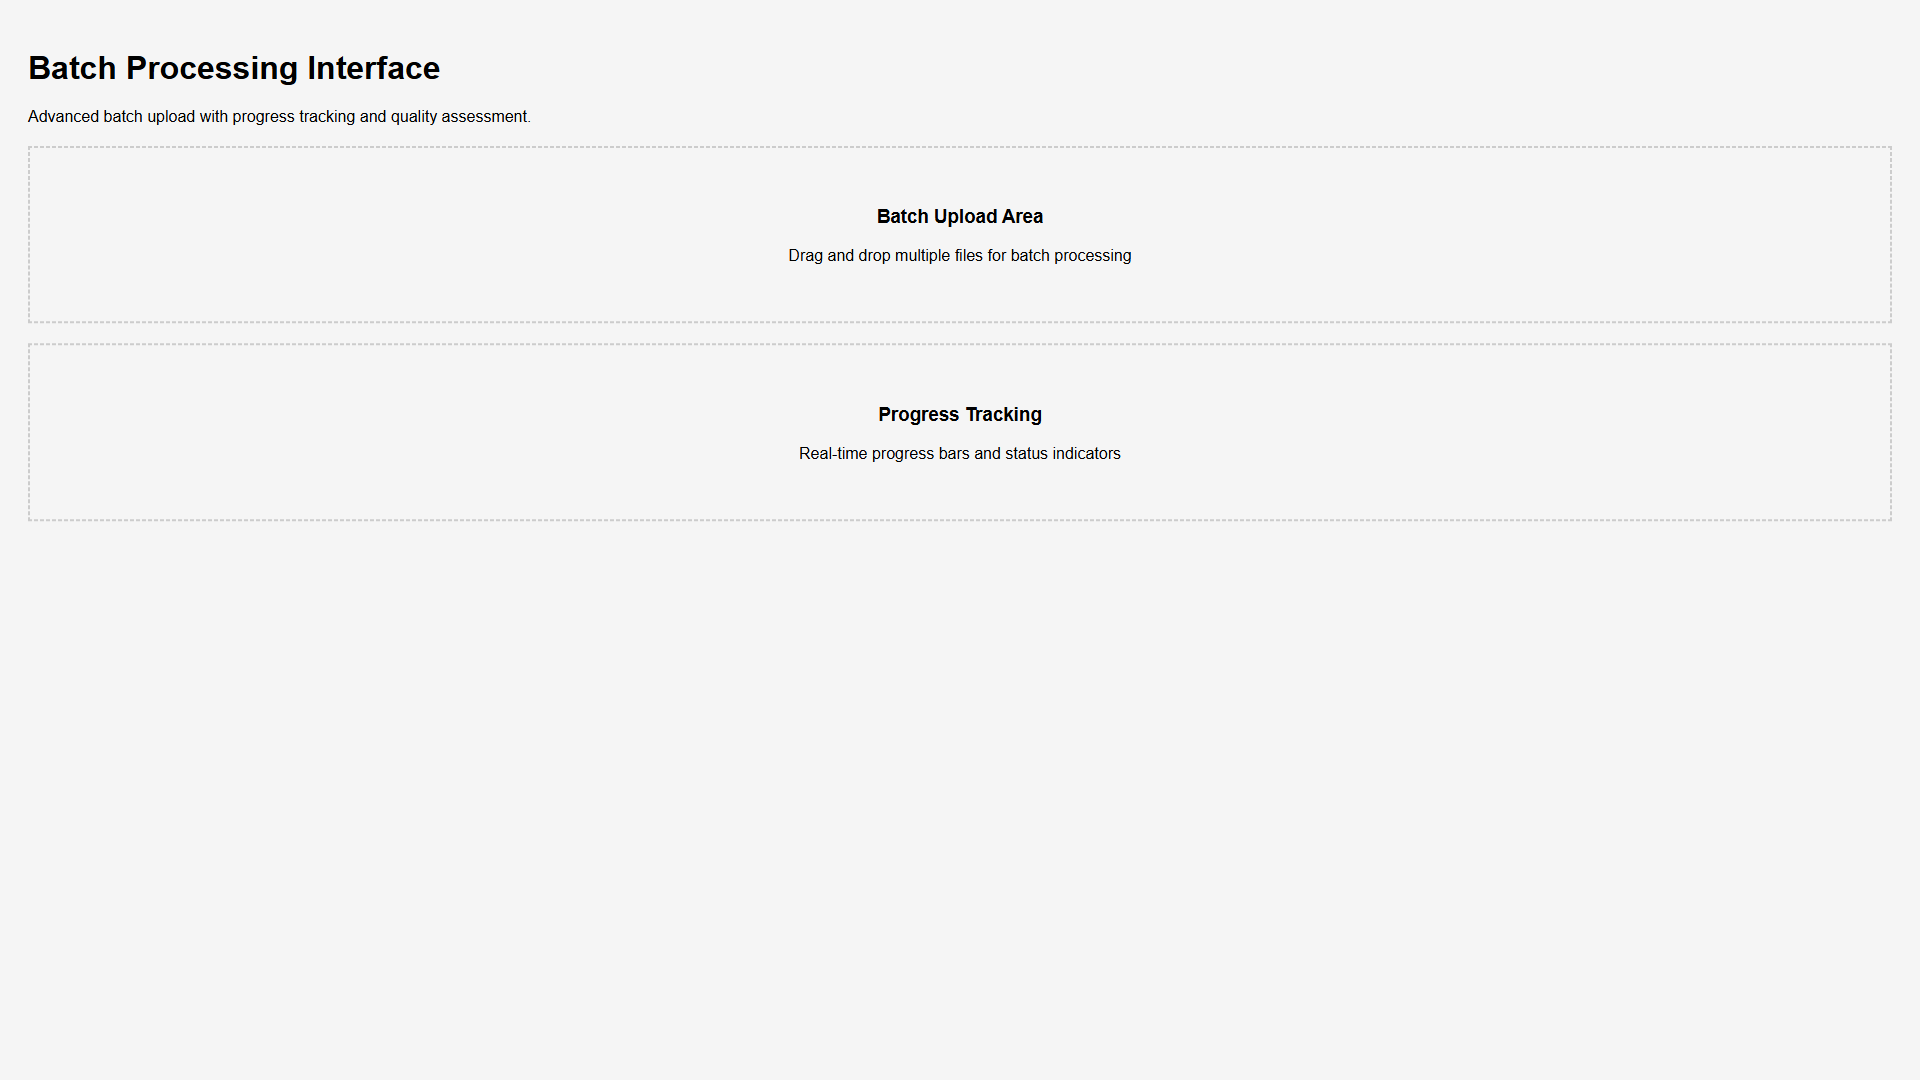 Batch Processing Interface
Advanced batch upload with progress tracking and quality assessment.
Batch Upload Area
Drag and drop multiple files for batch processing
Progress Tracking
Real-time progress bars and status indicators